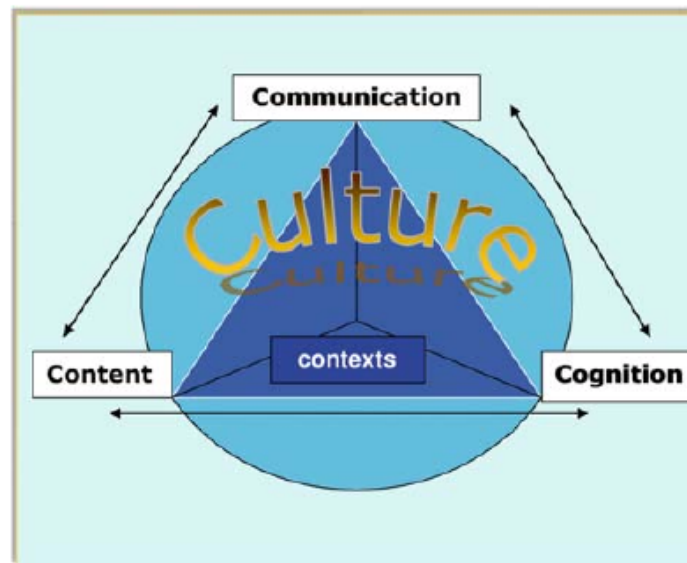 Communication
Culture
Culture
contexts
Content
Cognition